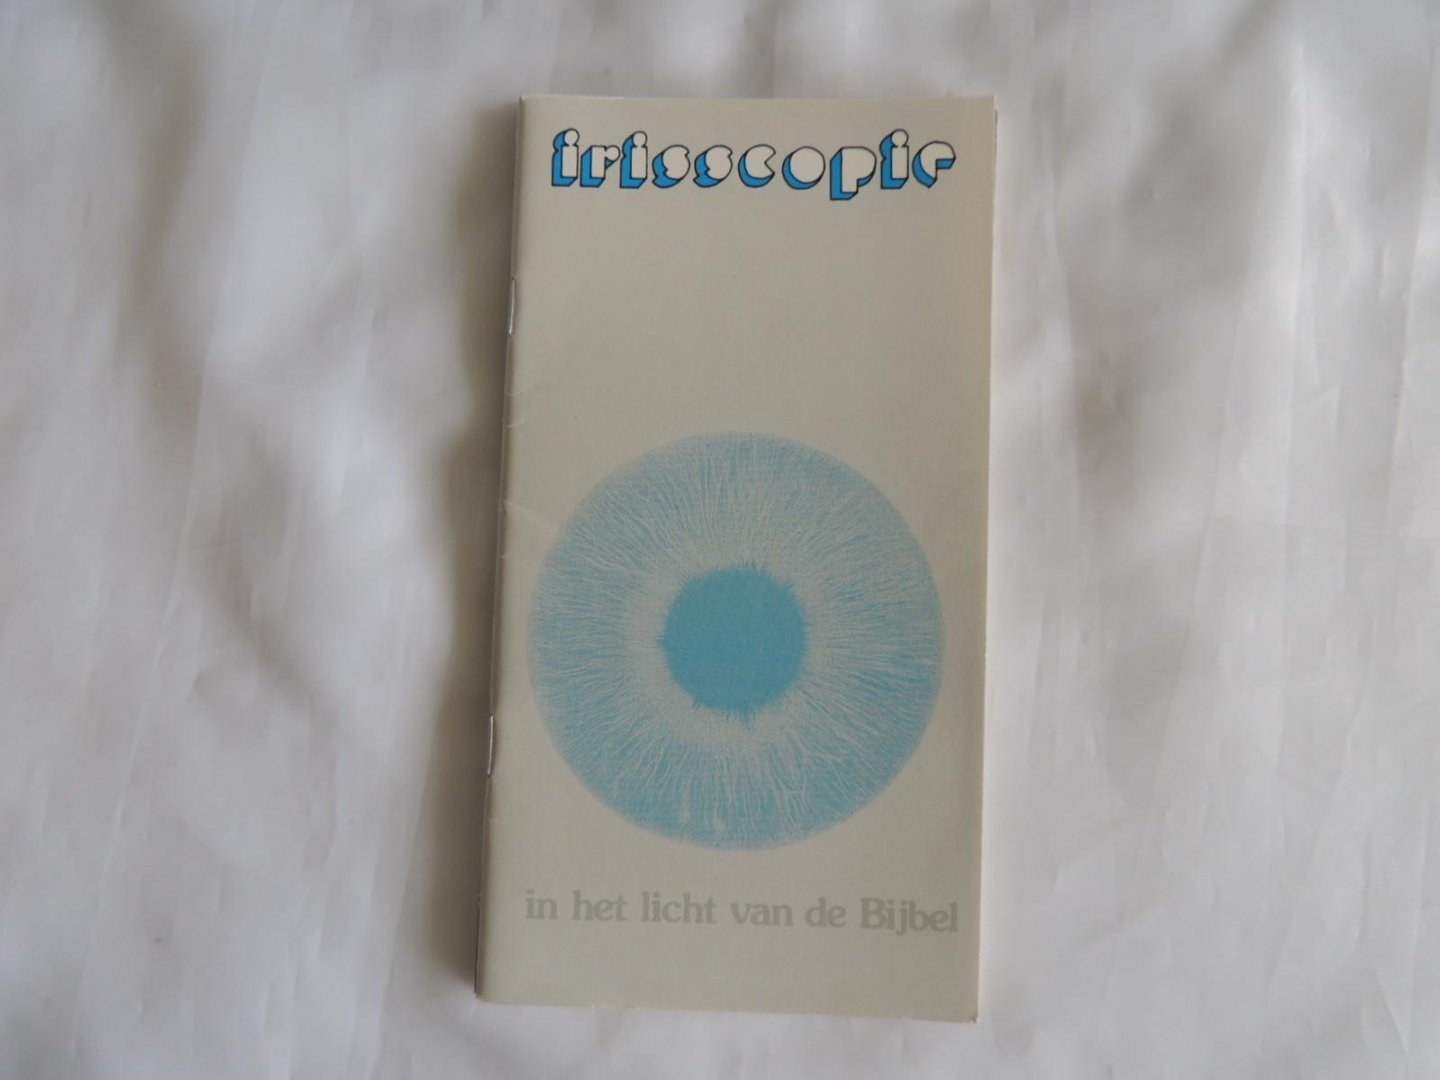 irisscopie
in het licht van de Bijbel